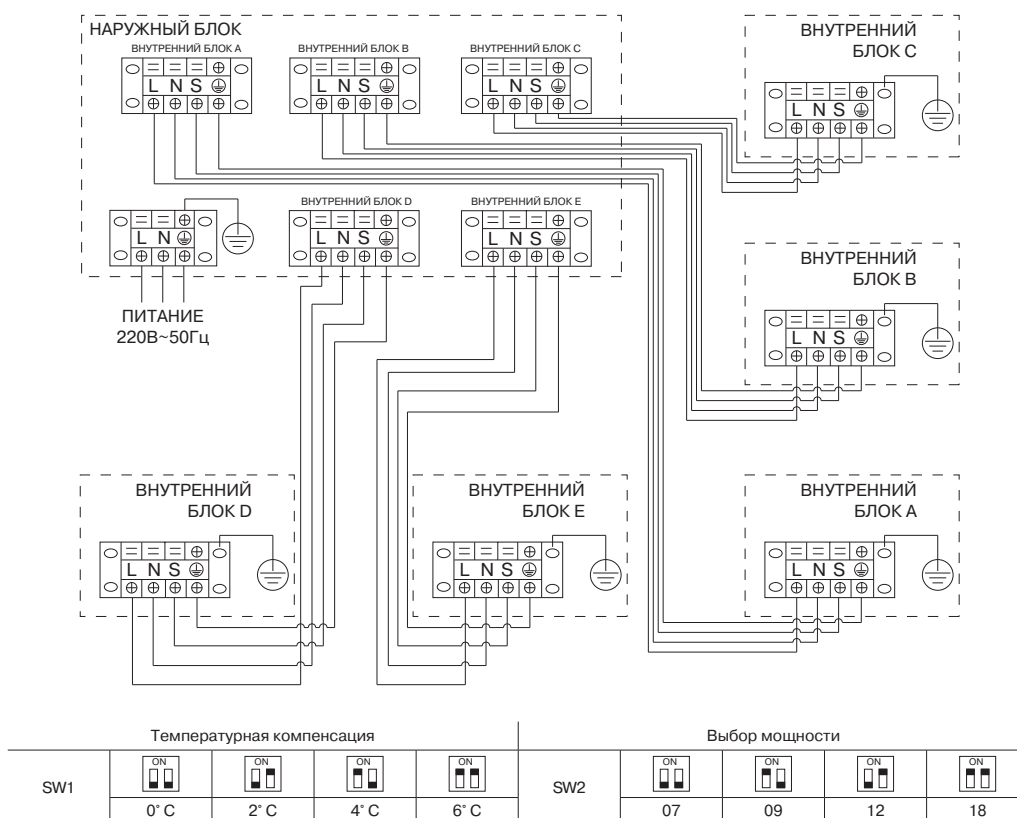 НАРУЖНЫЙ БЛОК
ВНУТРЕННИЙ БЛОК A
ВНУТРЕННИЙ БЛОК B
ВНУТРЕННИЙ БЛОК C
L N S
L N S
L N S
ВНУТРЕННИЙ
БЛОК C
L N S
ВНУТРЕННИЙ БЛОК D
ВНУТРЕННИЙ БЛОК E
L N
L N S
L N S
ПИТАНИЕ
220В~50Гц
ВНУТРЕННИЙ
БЛОК B
L N S
ВНУТРЕННИЙ
БЛОК D
L N S
ВНУТРЕННИЙ
БЛОК E
L N S
ВНУТРЕННИЙ
БЛОК A
L N S
Температурная компенсация
Выбор мощности
SW1
ON
ON
ON
ON
SW2
ON
ON
ON
ON
0˚ C
2˚ C
4˚ C
6˚ C
07
09
12
18